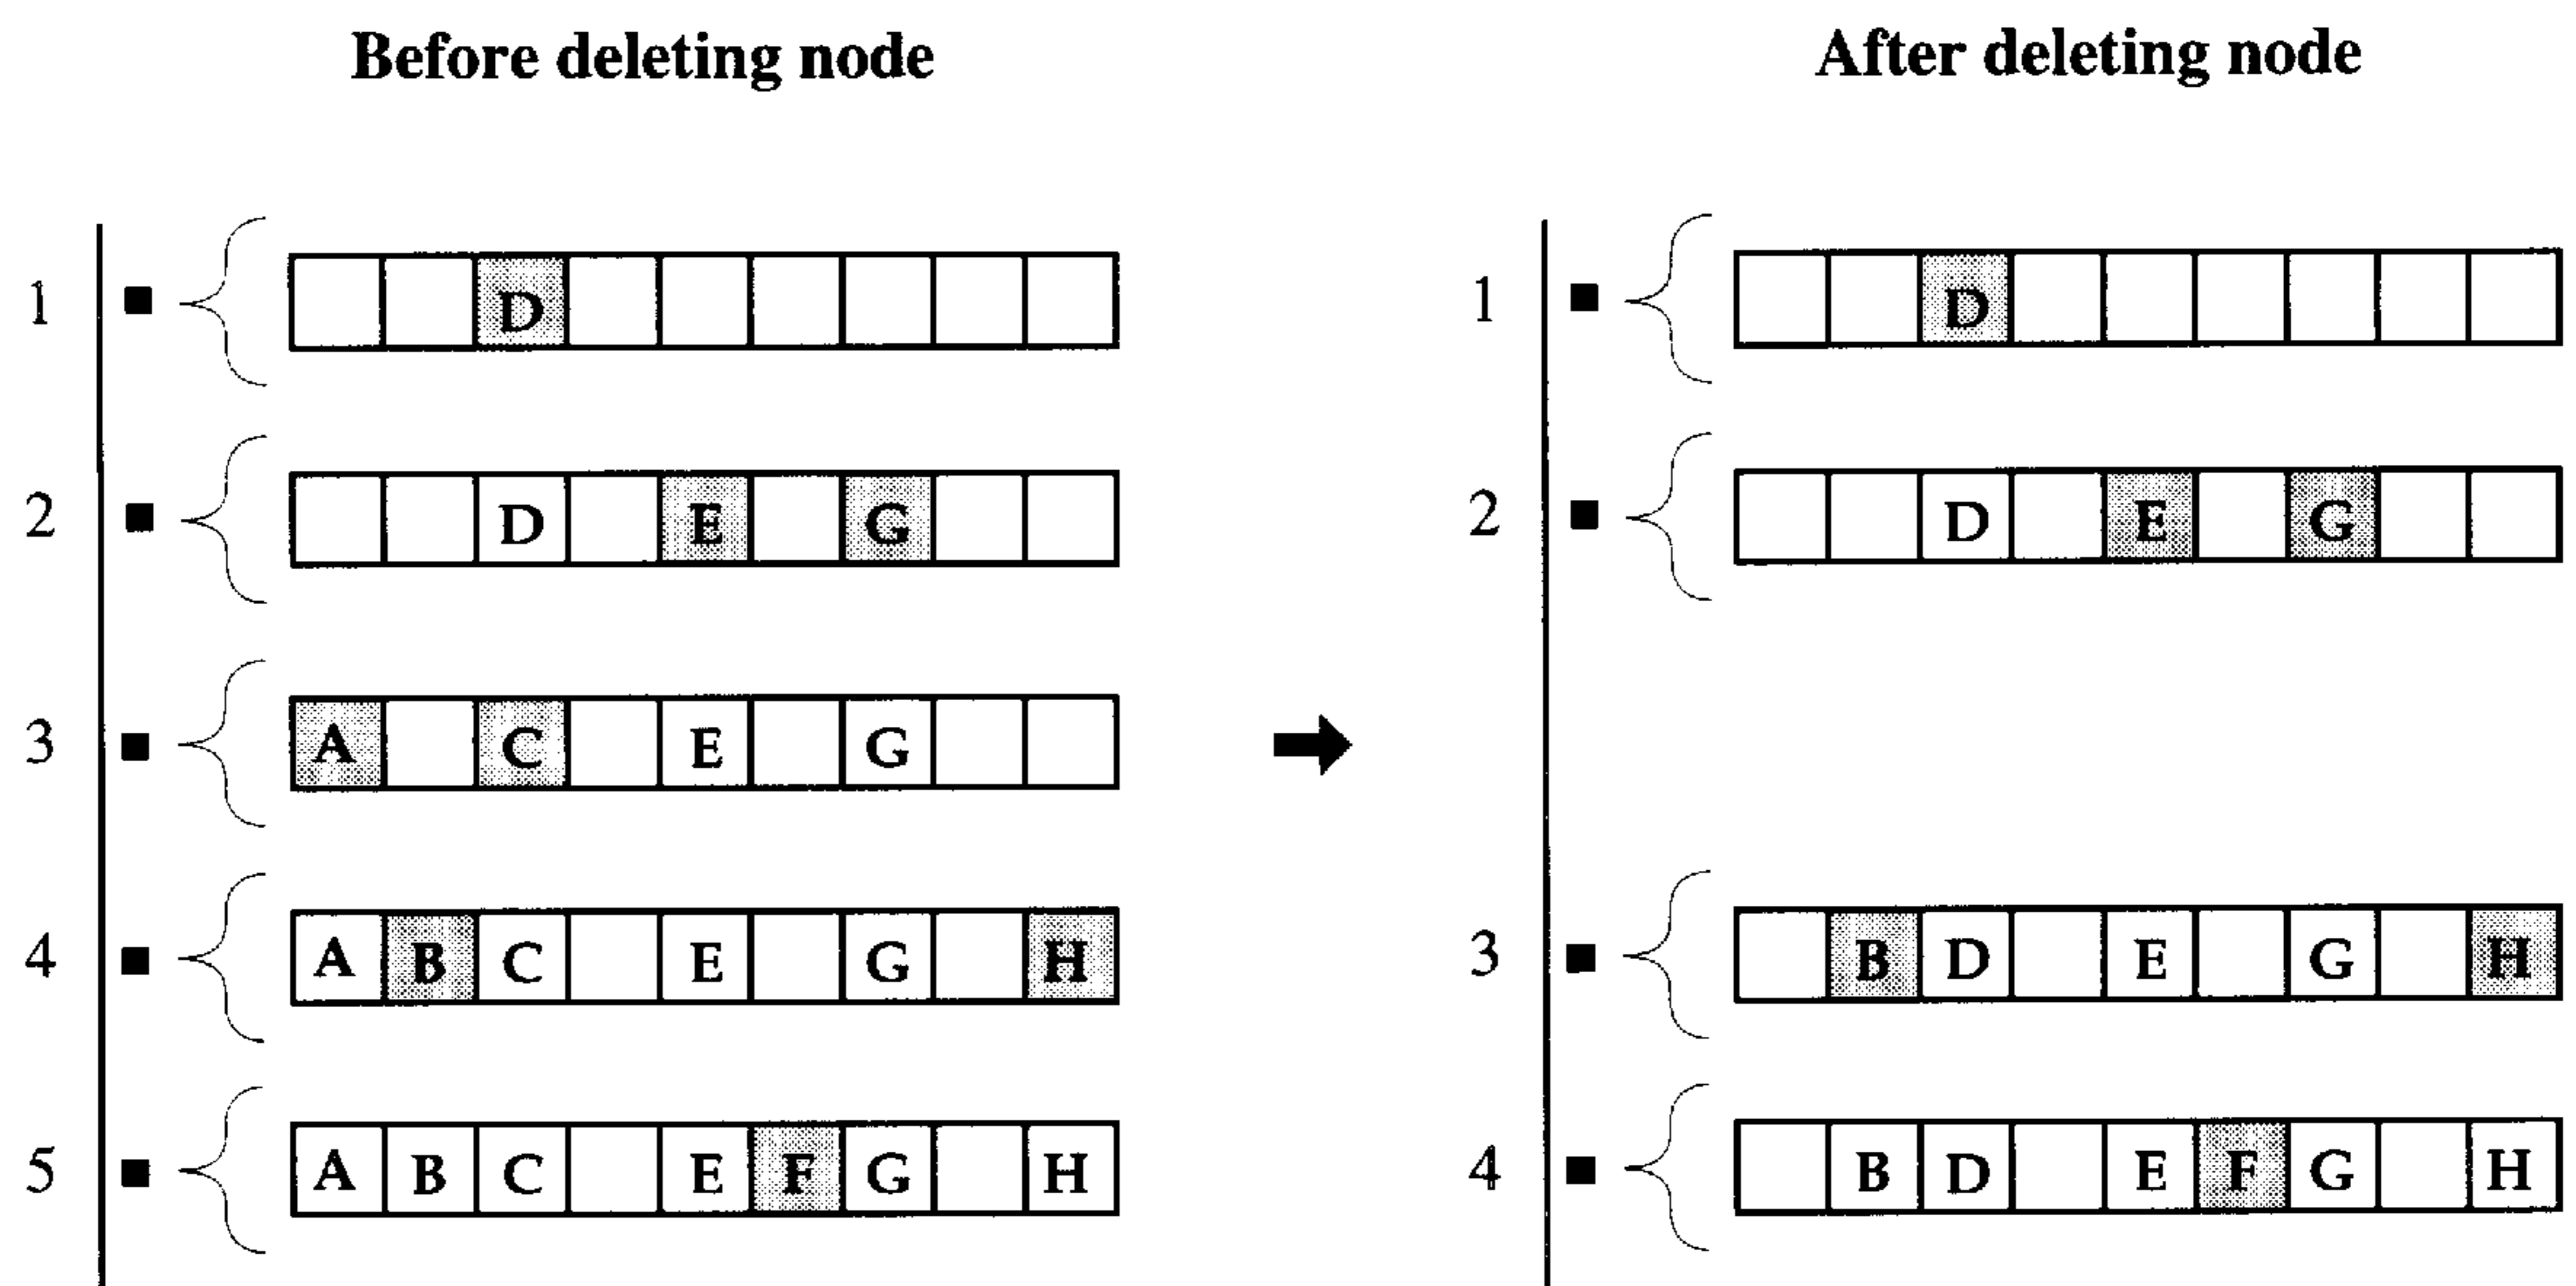 Before deleting node After deleting node
1 D 1 D
2 D E G 2 D E G
3 A C E G
4 A B C E G H 3 B D E G H
5 A B C E F G H 4 B D E F G H